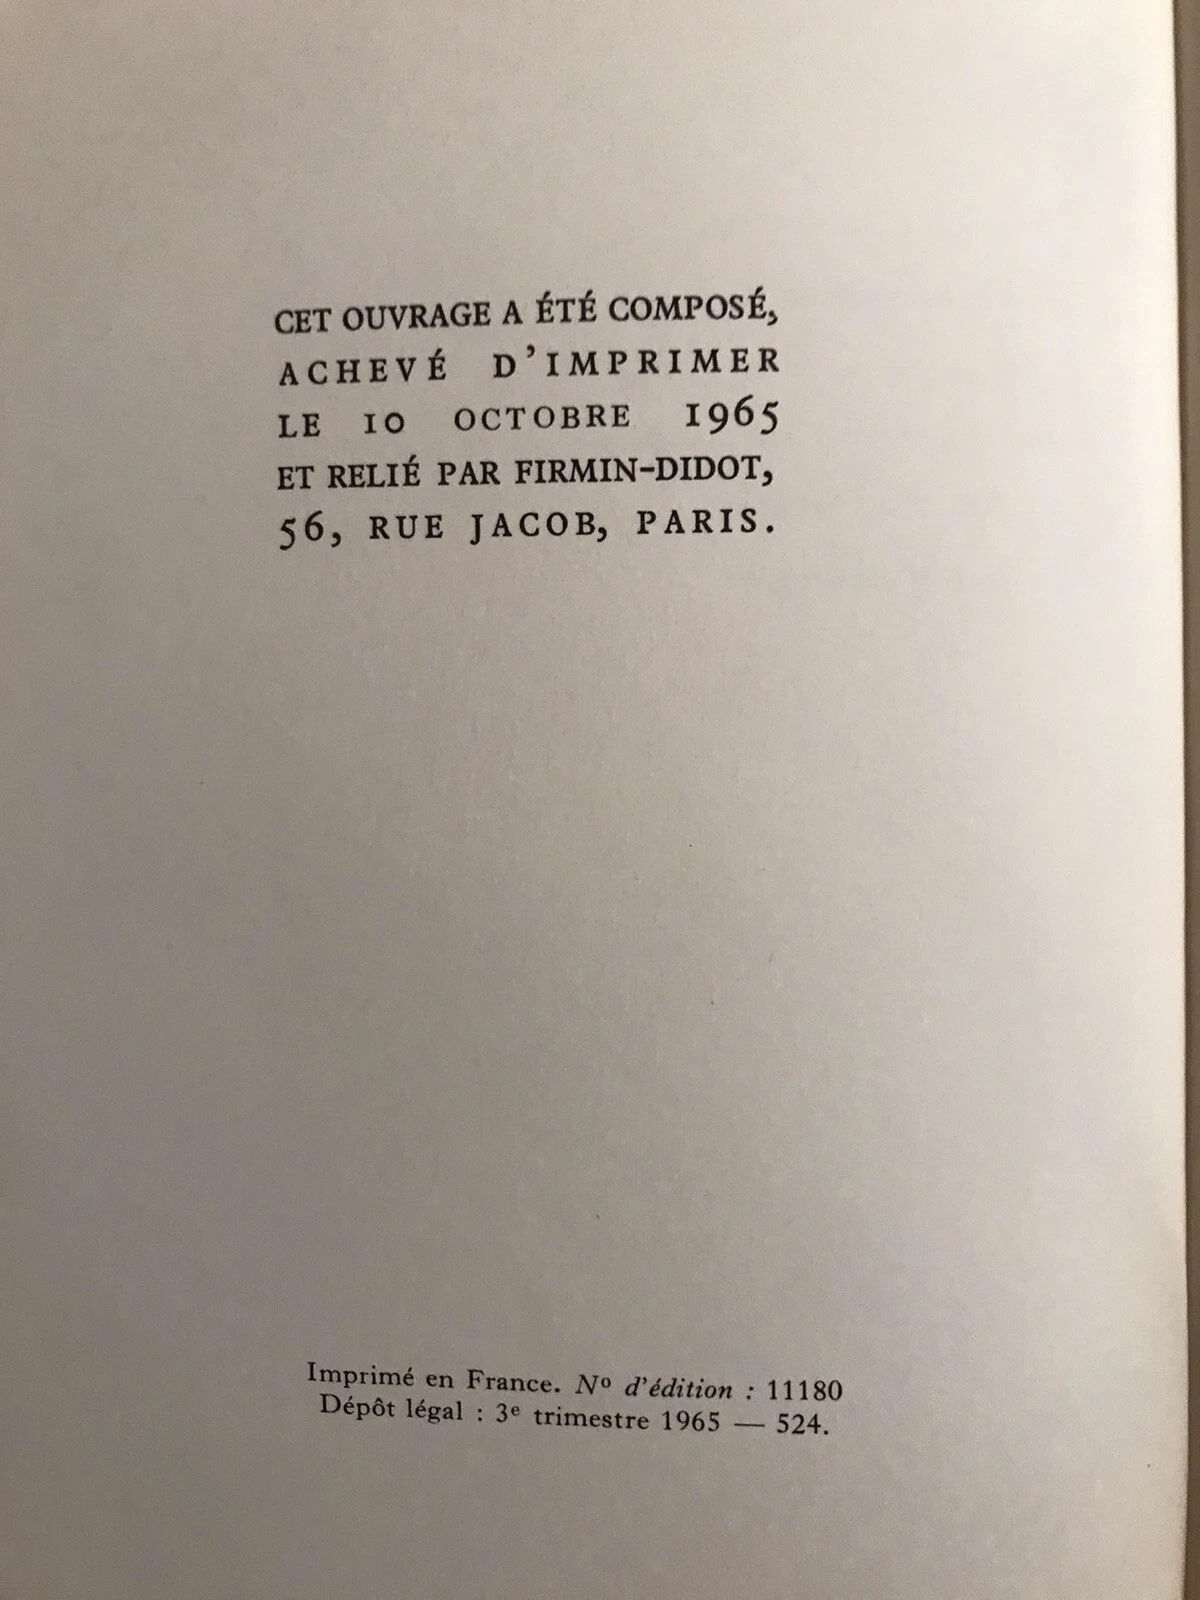 CET OUVRAGE A ÉTÉ COMPOSÉ,
ACHEVÉ D'IMPRIMER
LE 10 OCTOBRE 1965
ET RELIÉ PAR FIRMIN-DIDOT,
56, RUE JACOB, PARIS.
Imprimé en France. Nº d'édition : 11180
Dépôt légal : 3ᵉ trimestre 1965 — 524.